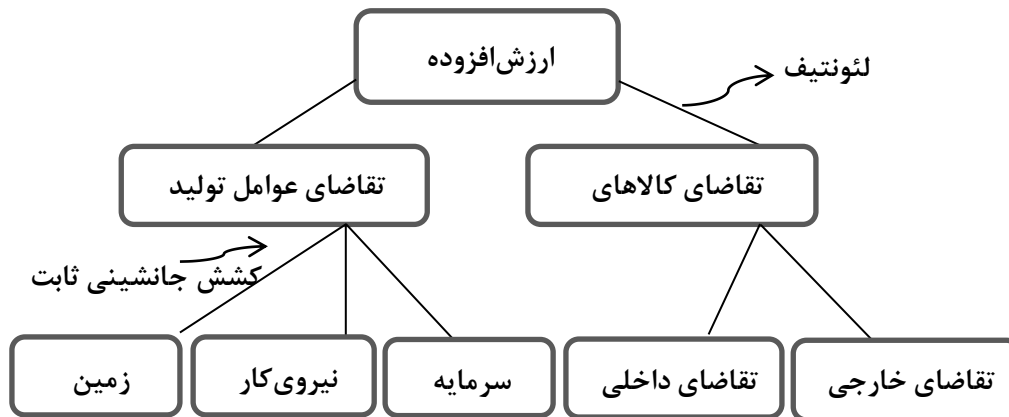 ارزش‌افزوده
لئونتیف
تقاضای کالاهای
تقاضای عوامل تولید
کشش جانشینی ثابت
تقاضای خارجی
تقاضای داخلی
سرمایه
نیروی‌کار
زمین